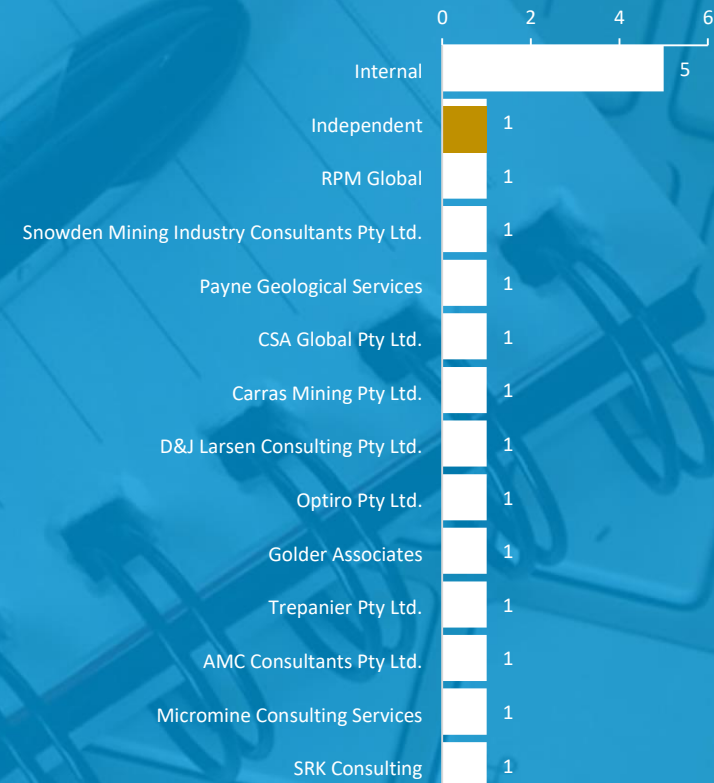 0 2 4 6
Internal 5
Independent 1
RPM Global 1
Snowden Mining Industry Consultants Pty Ltd. 1
Payne Geological Services 1
CSA Global Pty Ltd. 1
Carras Mining Pty Ltd. 1
D&J Larsen Consulting Pty Ltd. 1
Optiro Pty Ltd. 1
Golder Associates 1
Trepanier Pty Ltd. 1
AMC Consultants Pty Ltd. 1
Micromine Consulting Services 1
SRK Consulting 1